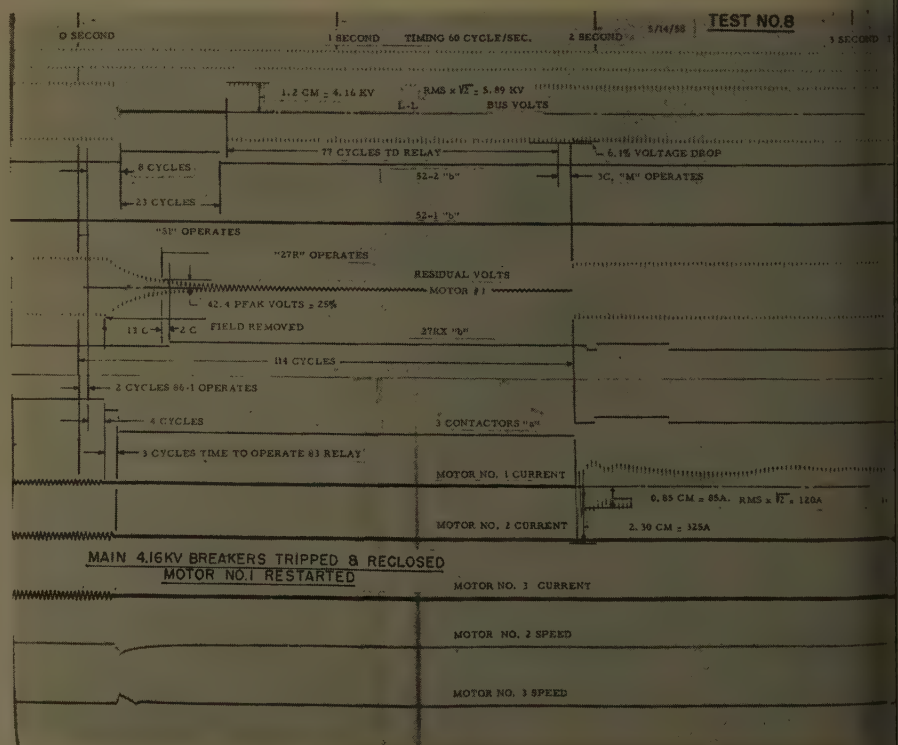 TEST NO.8
5/14/58
0 SECOND
1 SECOND
TIMING 60 CYCLE/SEC.
2 SECOND
3 SECOND
1.2 CM = 4.16 KV
RMS x √2 = 5.89 KV
L-L
BUS VOLTS
77 CYCLES TD RELAY
6.1% VOLTAGE DROP
8 CYCLES
52-2 "b"
3C, "M" OPERATES
23 CYCLES
52-1 "b"
"51" OPERATES
"27R" OPERATES
RESIDUAL VOLTS
MOTOR #1
42.4 PEAK VOLTS = 25%
11 C
2 C
FIELD REMOVED
27RX "b"
114 CYCLES
2 CYCLES 86-1 OPERATES
4 CYCLES
3 CONTACTORS "a"
3 CYCLES TIME TO OPERATE 83 RELAY
MOTOR NO. 1 CURRENT
0.85 CM = 85A. RMS x √2 = 120A
MOTOR NO. 2 CURRENT
2.30 CM = 325A
MAIN 4.16KV BREAKERS TRIPPED & RECLOSED
MOTOR NO.1 RESTARTED
MOTOR NO. 3 CURRENT
MOTOR NO. 2 SPEED
MOTOR NO. 3 SPEED